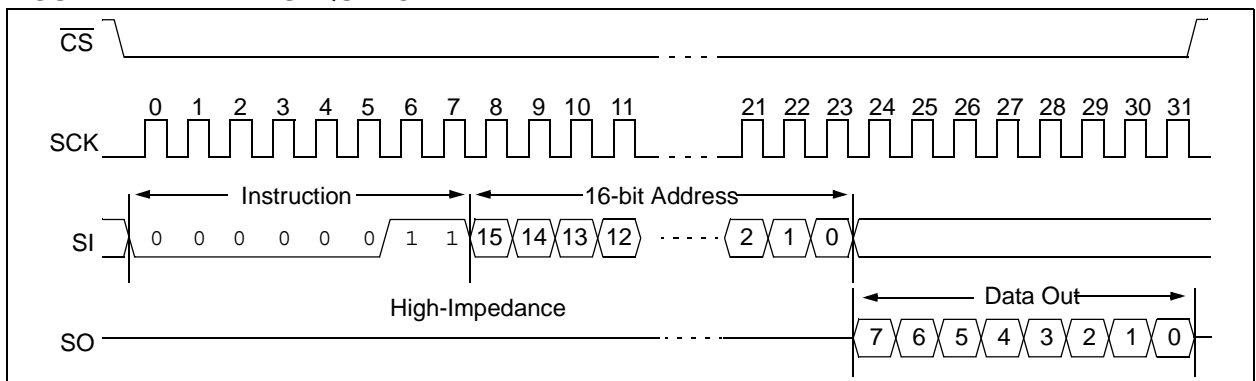 CS
0 1 2 3 4 5 6 7 8 9 10 11 21 22 23 24 25 26 27 28 29 30 31
SCK
Instruction 16-bit Address
SI 0 0 0 0 0 0 1 1 15 14 13 12 2 1 0
High-Impedance Data Out
SO 7 6 5 4 3 2 1 0